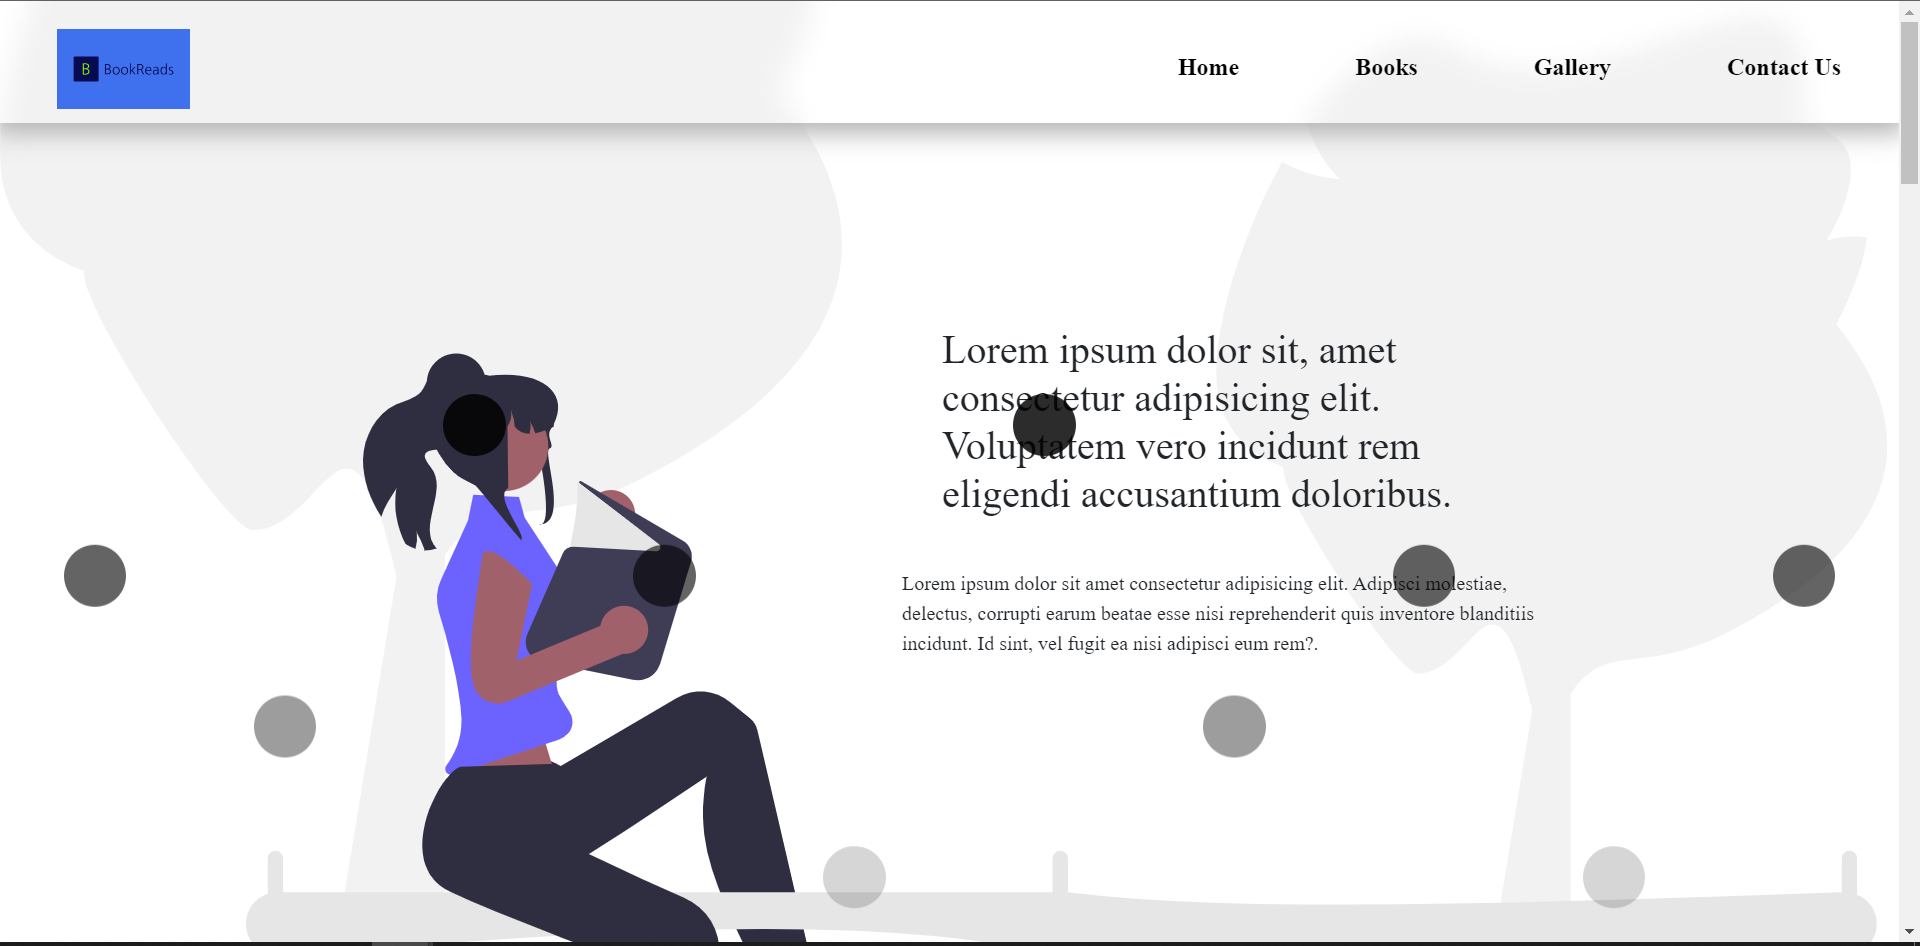 B BookReads
Home Books Gallery Contact Us
Lorem ipsum dolor sit, amet
consectetur adipisicing elit.
Voluptatem vero incidunt rem
eligendi accusantium doloribus.
Lorem ipsum dolor sit amet consectetur adipisicing elit. Adipisci molestiae,
delectus, corrupti earum beatae esse nisi reprehenderit quis inventore blanditiis
incidunt. Id sint, vel fugit ea nisi adipisci eum rem?.